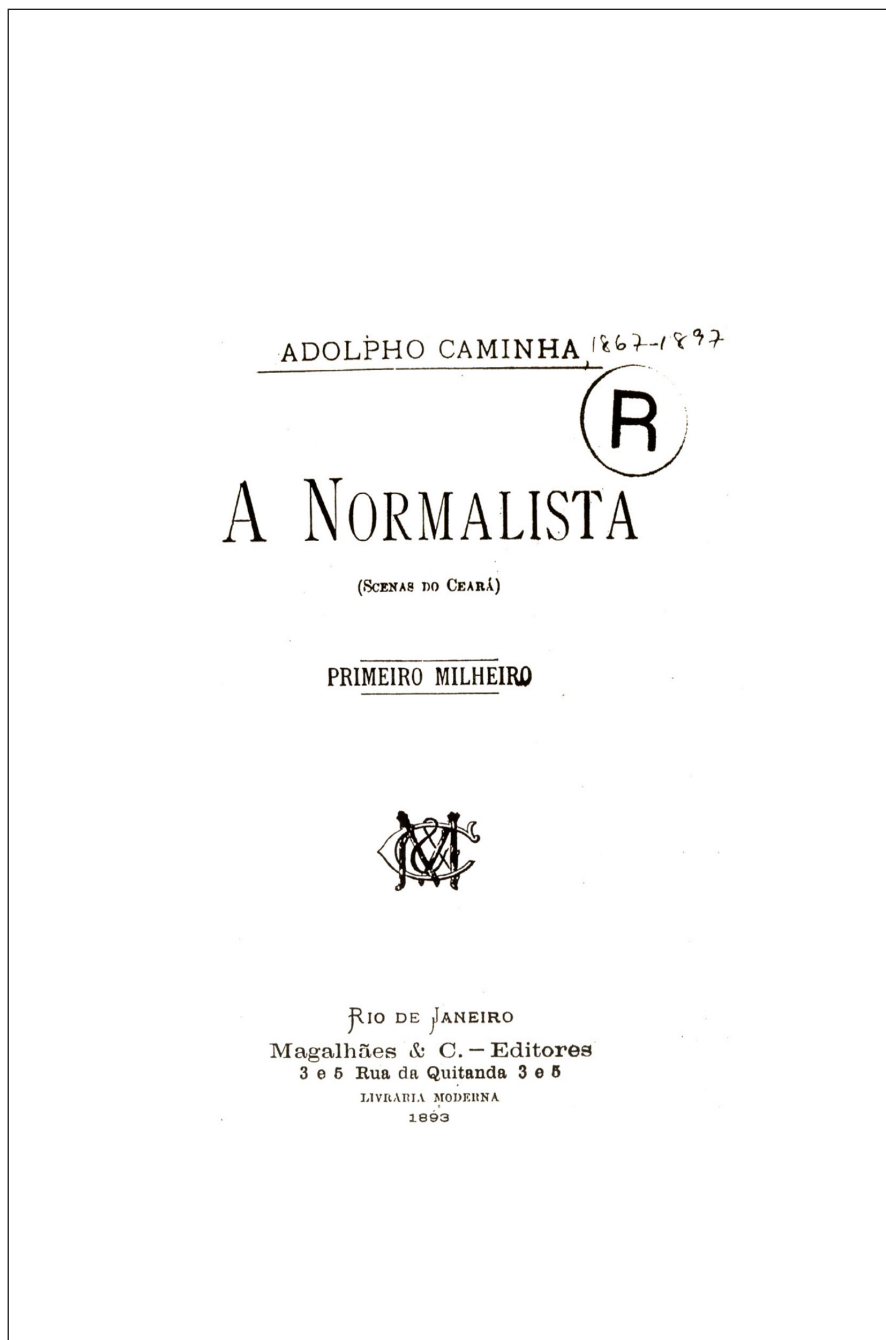 ADOLPHO CAMINHA, 1867-1897
R
A NORMALISTA
(SCENAS DO CEARÁ)
PRIMEIRO MILHEIRO
M C &
RIO DE JANEIRO
Magalhães & C. — Editores
3 e 5 Rua da Quitanda 3 e 5
LIVRARIA MODERNA
1893